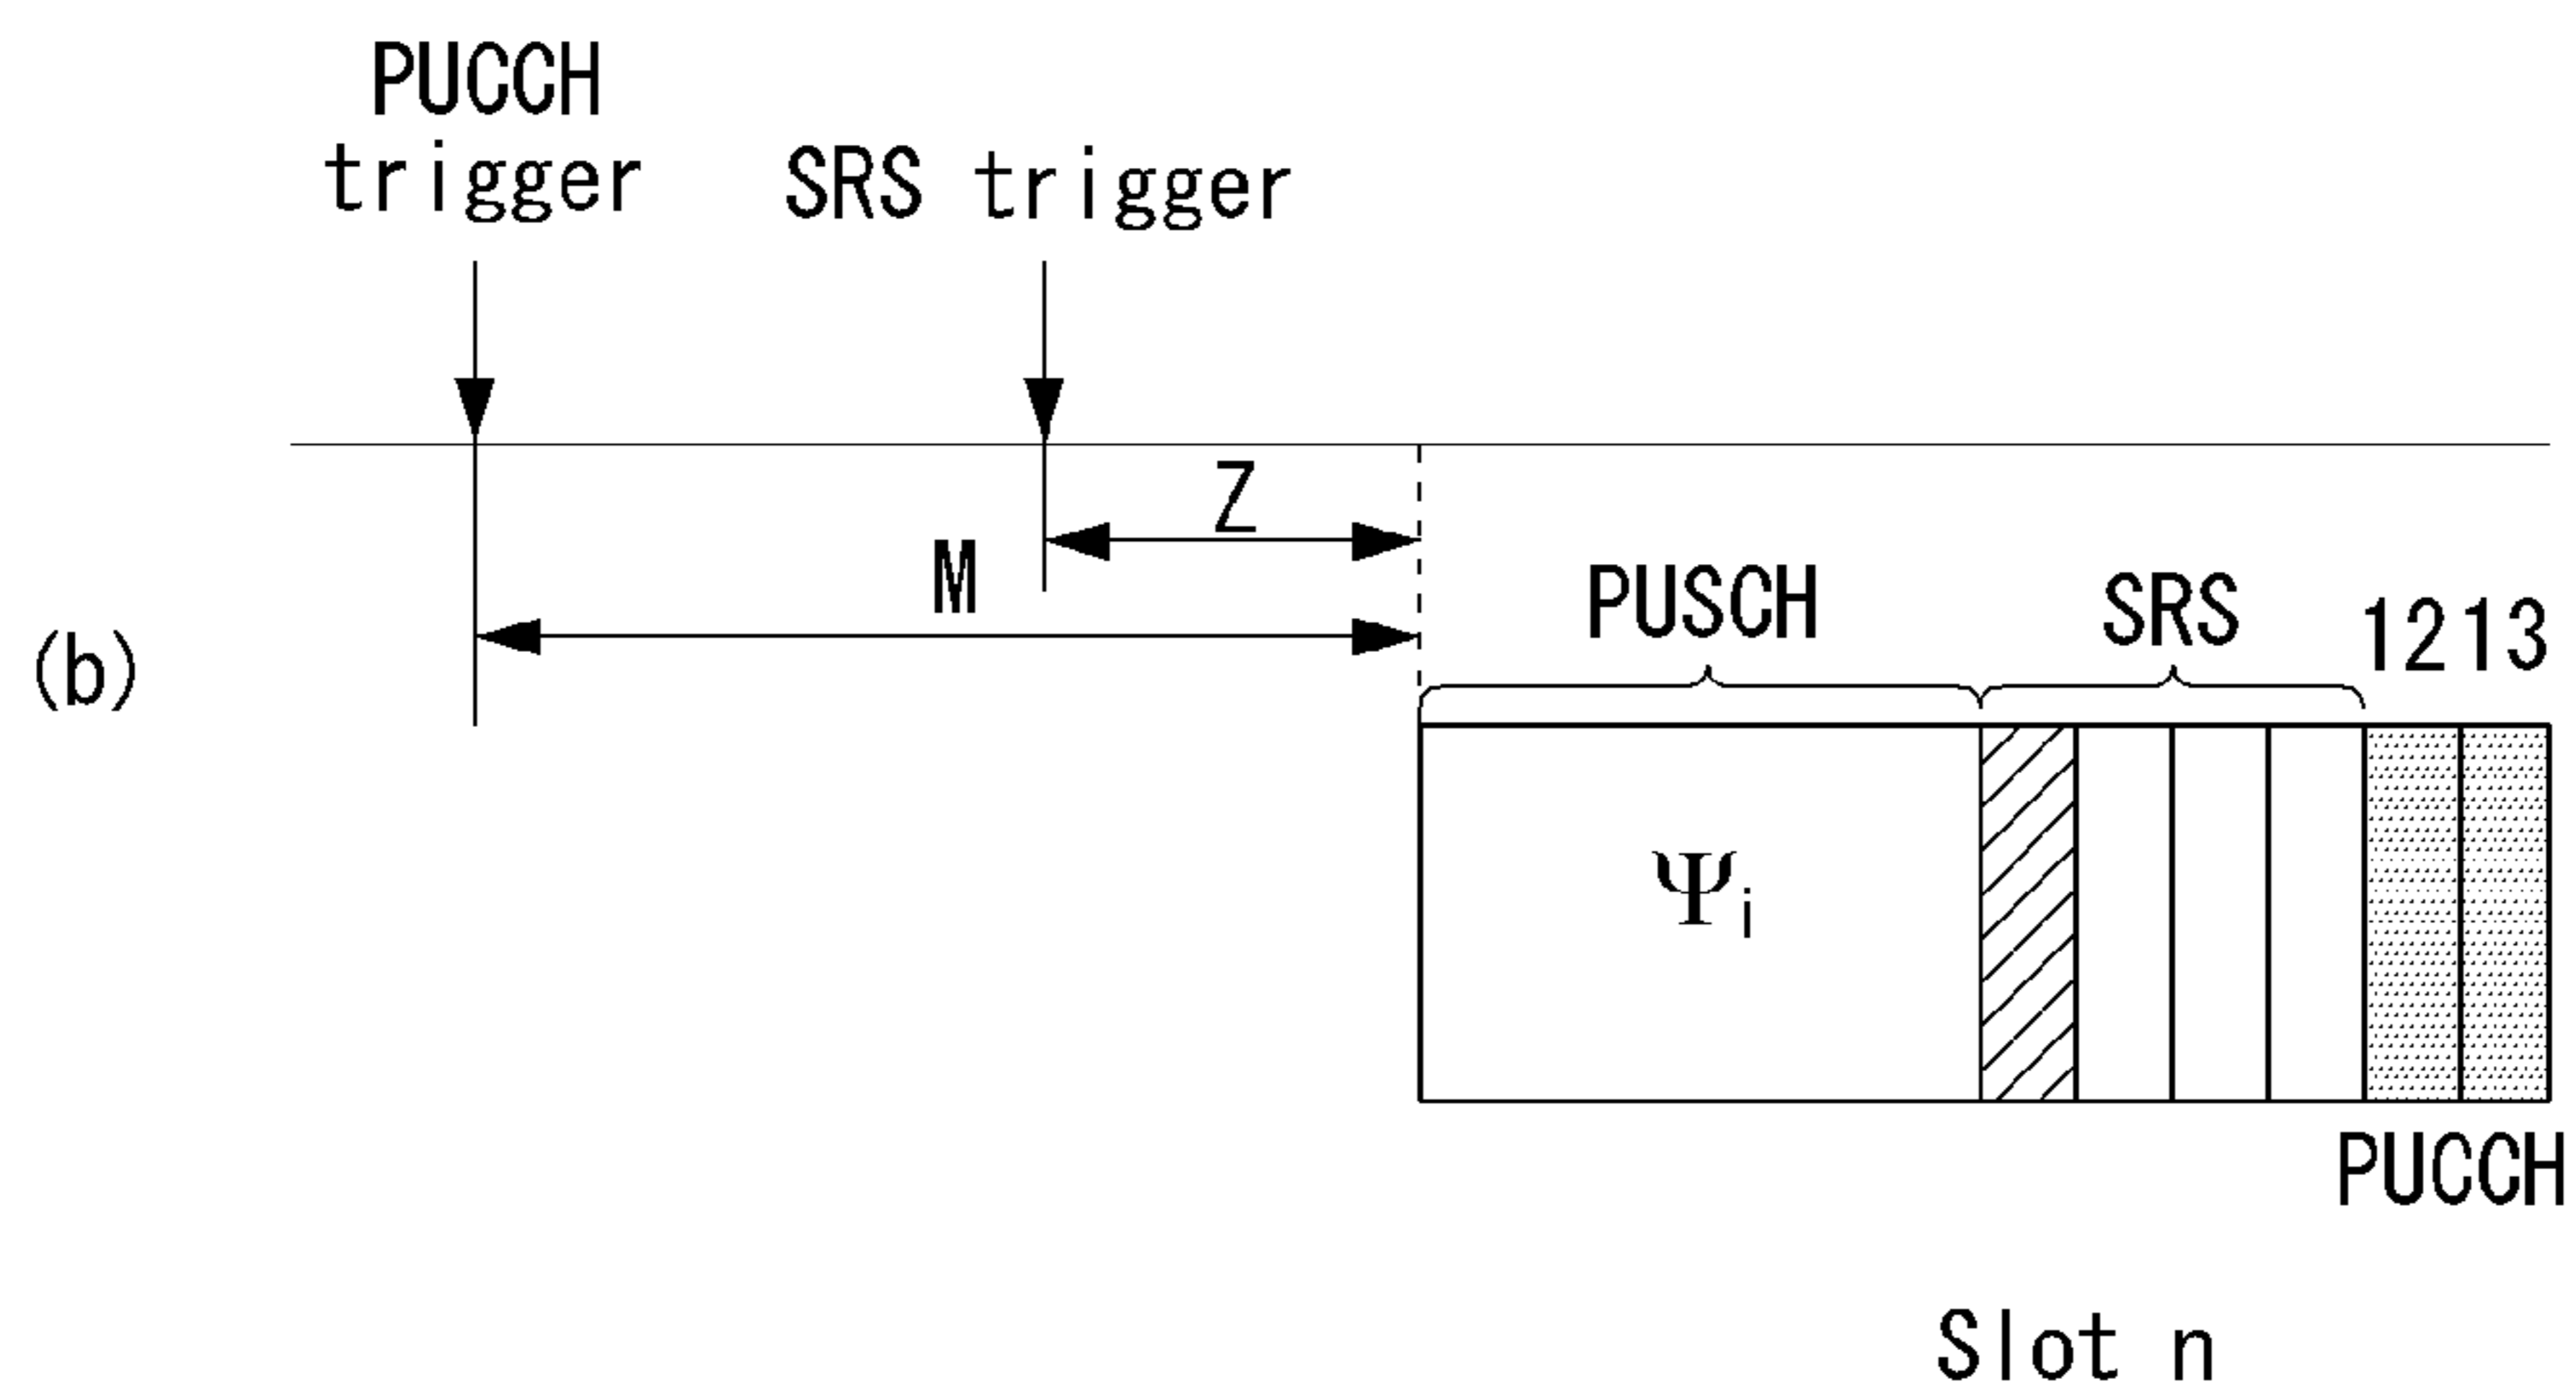 PUCCH
trigger
SRS trigger
Z
M
(b)
PUSCH
SRS
1213
Ψi
PUCCH
Slot n